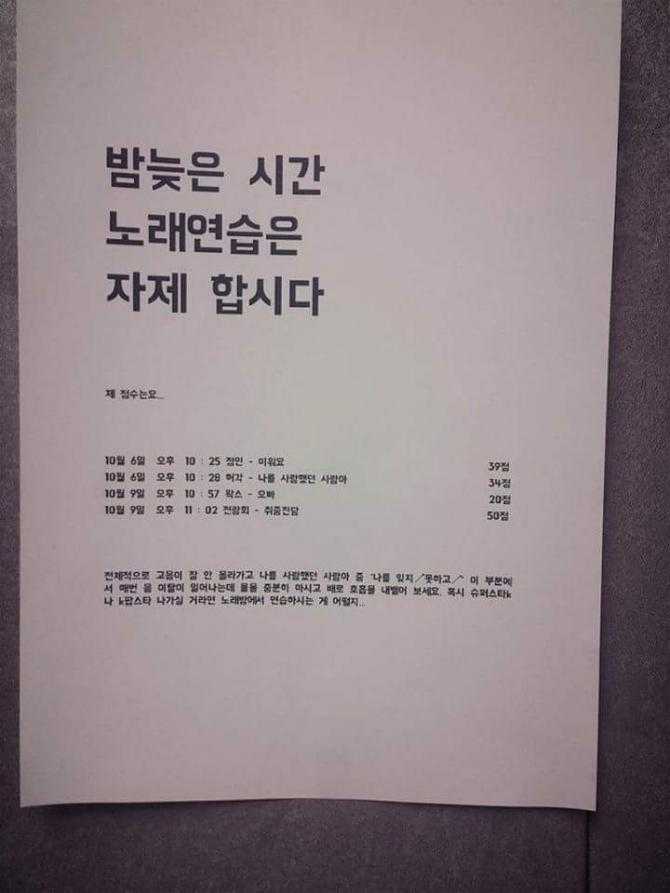 밤늦은 시간
노래연습은
자제 합시다
제 점수는요...
10월 6일 오후 10 : 25 정인 - 미워요 39점
10월 6일 오후 10 : 28 허각 - 나를 사랑했던 사람아 34점
10월 9일 오후 10 : 57 왁스 - 오빠 20점
10월 9일 오후 11 : 02 전람회 - 취중진담 50점
전체적으로 고음이 잘 안 올라가고 나를 사랑했던 사람아 중 '나를 잊지／못하고／' 이 부분에
서 매번 음 이탈이 일어나는데 물을 충분히 마시고 배로 호흡을 내뱉어 보세요. 혹시 슈퍼스타k
나 k팝스타 나가실 거라면 노래방에서 연습하시는 게 어떨지..